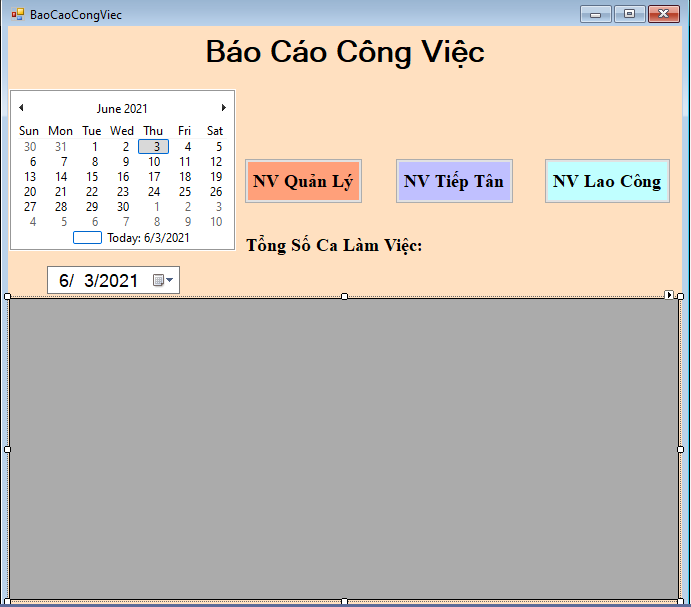 BaoCaoCongViec
Báo Cáo Công Việc
June 2021
Sun Mon Tue Wed Thu Fri Sat
30 31 1 2 3 4 5
6 7 8 9 10 11 12
13 14 15 16 17 18 19
20 21 22 23 24 25 26
27 28 29 30 1 2 3
4 5 6 7 8 9 10
Today: 6/3/2021
NV Quản Lý
NV Tiếp Tân
NV Lao Công
Tổng Số Ca Làm Việc:
6/ 3/2021